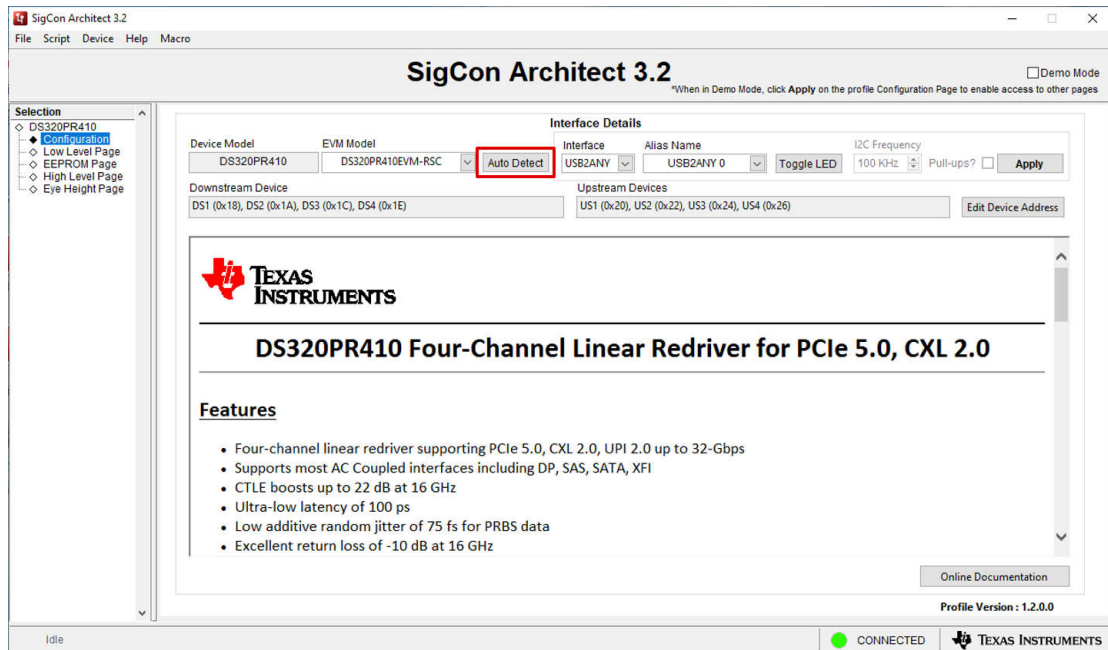 SigCon Architect 3.2
File Script Device Help Macro
SigCon Architect 3.2
Demo Mode
*When in Demo Mode, click Apply on the profile Configuration Page to enable access to other pages
Selection
DS320PR410
Configuration
Low Level Page
EEPROM Page
High Level Page
Eye Height Page
Interface Details
Device Model EVM Model Interface Alias Name I2C Frequency
DS320PR410 DS320PR410EVM-RSC Auto Detect USB2ANY USB2ANY 0 Toggle LED 100 KHz Pull-ups? Apply
Downstream Device Upstream Devices
DS1 (0x18), DS2 (0x1A), DS3 (0x1C), DS4 (0x1E) US1 (0x20), US2 (0x22), US3 (0x24), US4 (0x26) Edit Device Address
TEXAS
INSTRUMENTS
DS320PR410 Four-Channel Linear Redriver for PCIe 5.0, CXL 2.0
Features
• Four-channel linear redriver supporting PCIe 5.0, CXL 2.0, UPI 2.0 up to 32-Gbps
• Supports most AC Coupled interfaces including DP, SAS, SATA, XFI
• CTLE boosts up to 22 dB at 16 GHz
• Ultra-low latency of 100 ps
• Low additive random jitter of 75 fs for PRBS data
• Excellent return loss of -10 dB at 16 GHz
Online Documentation
Profile Version : 1.2.0.0
Idle CONNECTED TEXAS INSTRUMENTS